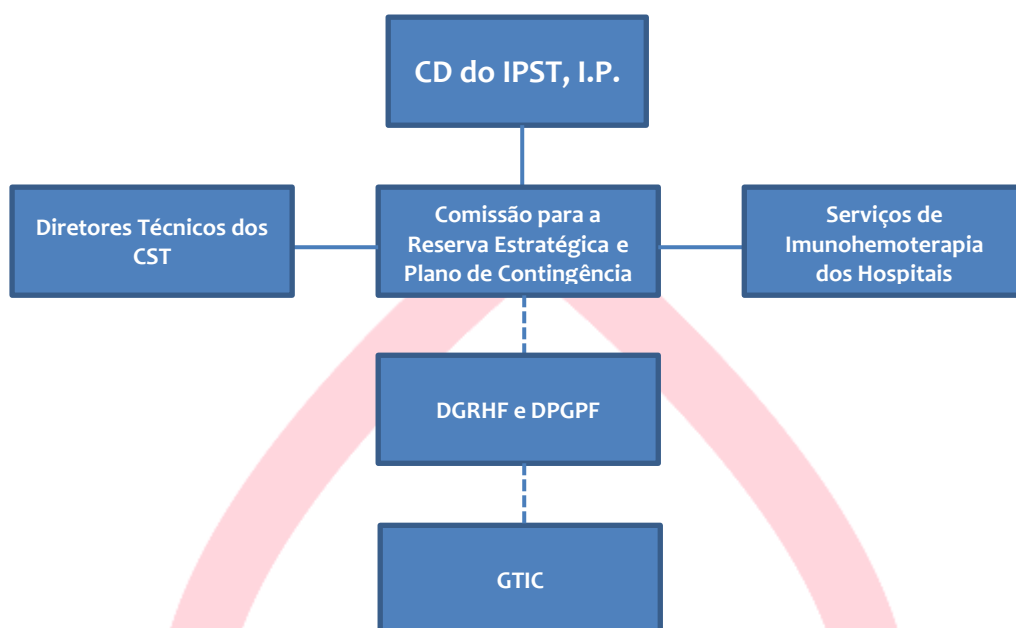 CD do IPST, I.P.
Diretores Técnicos dos
CST
Comissão para a
Reserva Estratégica e
Plano de Contingência
Serviços de
Imunohemoterapia
dos Hospitais
DGRHF e DPGPF
GTIC